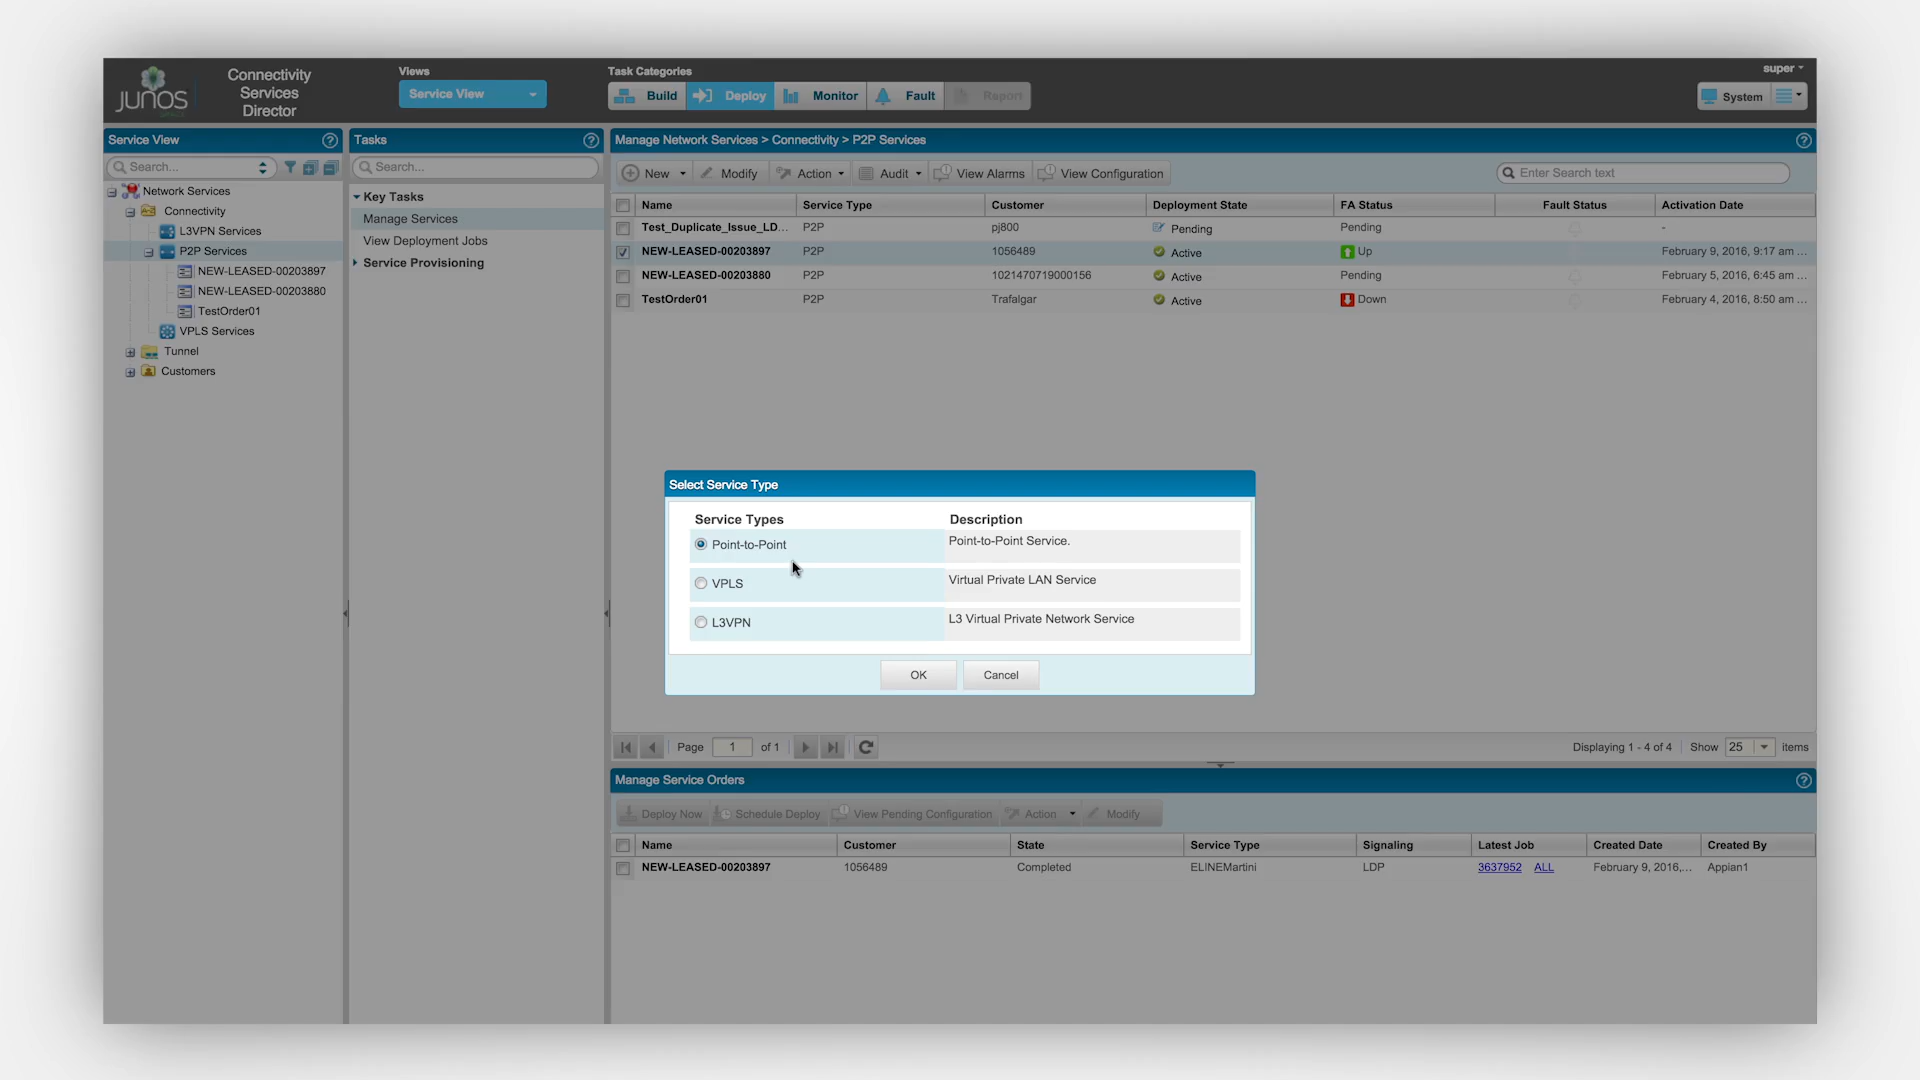 JUNOS
Connectivity
Services
Director
Views
Service View
Task Categories
Build
Deploy
Monitor
Fault
Report
super
System
Service View
Search...
Network Services
Connectivity
L3VPN Services
P2P Services
NEW-LEASED-00203897
NEW-LEASED-00203880
TestOrder01
VPLS Services
Tunnel
Customers
Tasks
Search...
Key Tasks
Manage Services
View Deployment Jobs
Service Provisioning
Manage Network Services > Connectivity > P2P Services
New Modify Action Audit View Alarms View Configuration Enter Search text
Name Service Type Customer Deployment State FA Status Fault Status Activation Date
Test_Duplicate_Issue_LD... P2P pj800 Pending Pending -
NEW-LEASED-00203897 P2P 1056489 Active Up February 9, 2016, 9:17 am ...
NEW-LEASED-00203880 P2P 1021470719000156 Active Pending February 5, 2016, 6:45 am ...
TestOrder01 P2P Trafalgar Active Down February 4, 2016, 8:50 am ...
Select Service Type
Service Types Description
Point-to-Point Point-to-Point Service.
VPLS Virtual Private LAN Service
L3VPN L3 Virtual Private Network Service
OK Cancel
Page 1 of 1 Displaying 1 - 4 of 4 Show 25 items
Manage Service Orders
Deploy Now Schedule Deploy View Pending Configuration Action Modify
Name Customer State Service Type Signaling Latest Job Created Date Created By
NEW-LEASED-00203897 1056489 Completed ELINEMartini LDP 3637952 ALL February 9, 2016,... Appian1